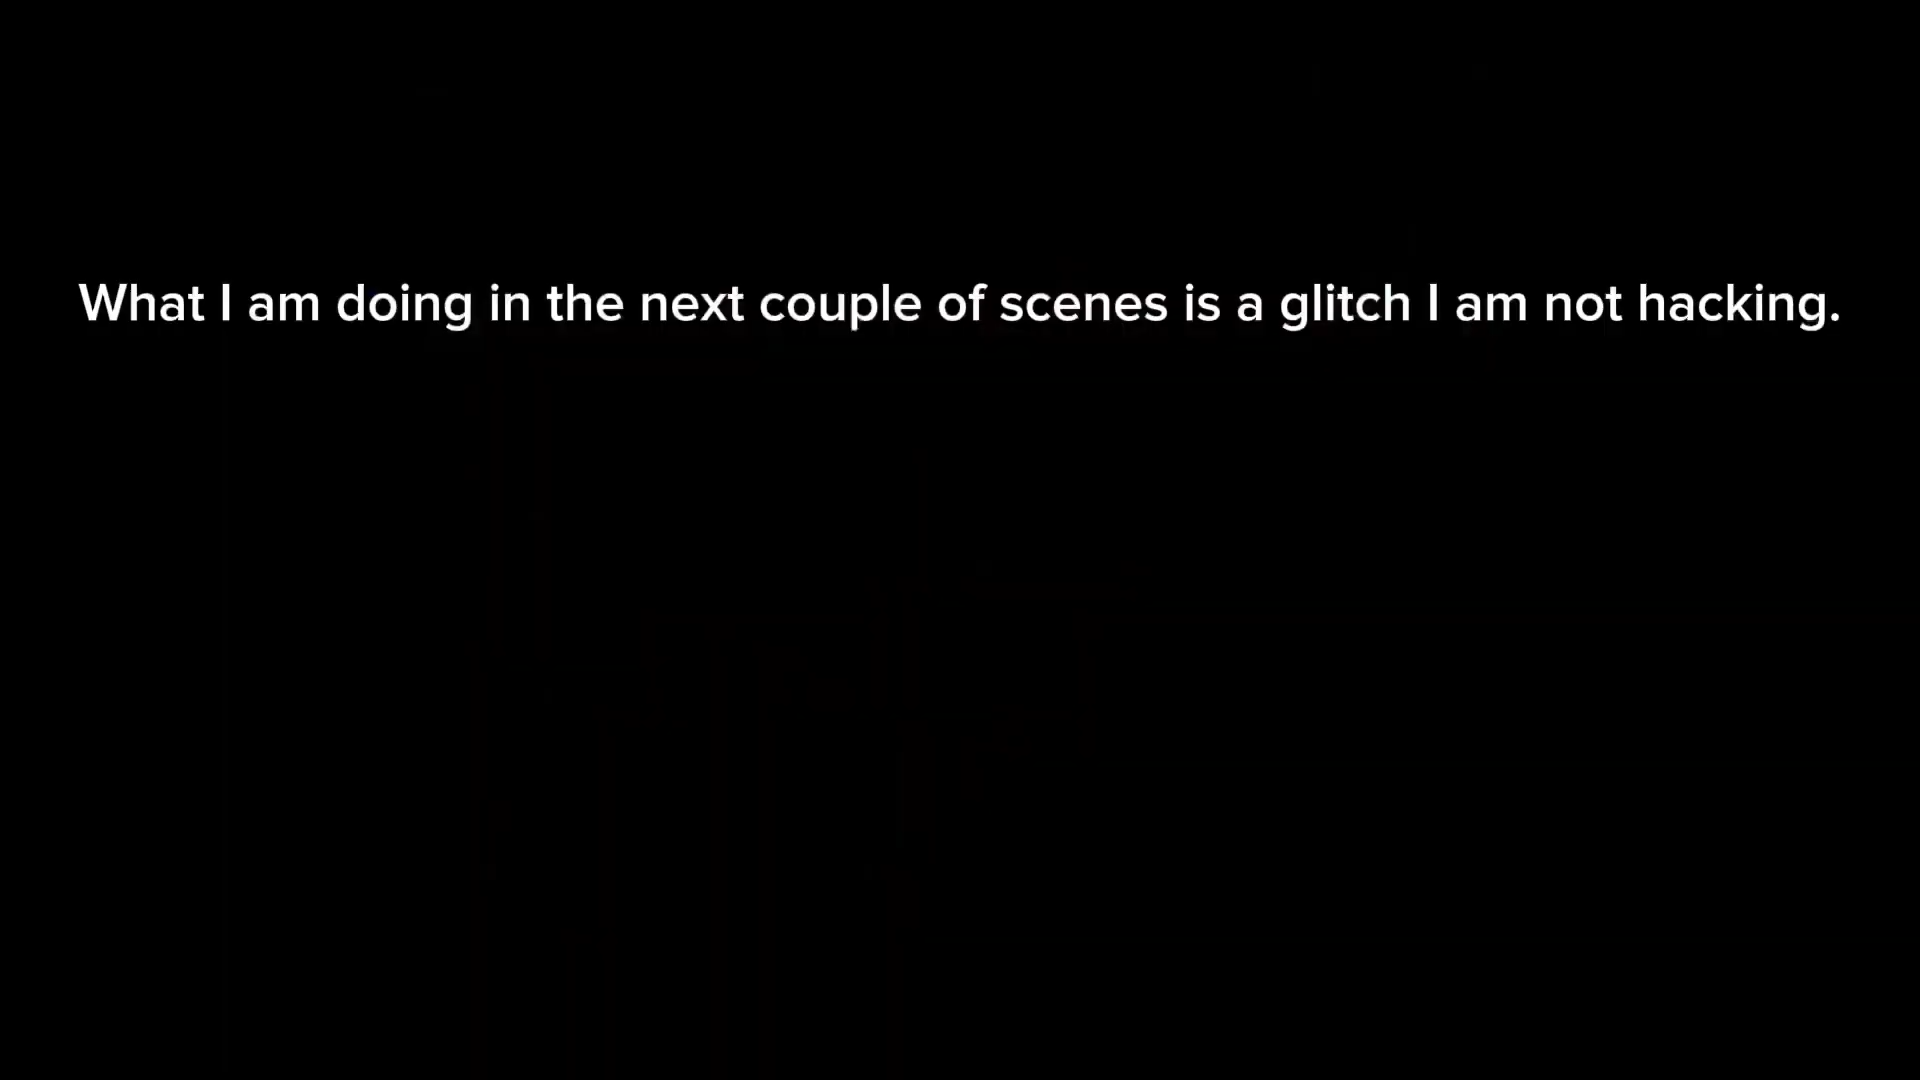 What I am doing in the next couple of scenes is a glitch I am not hacking.